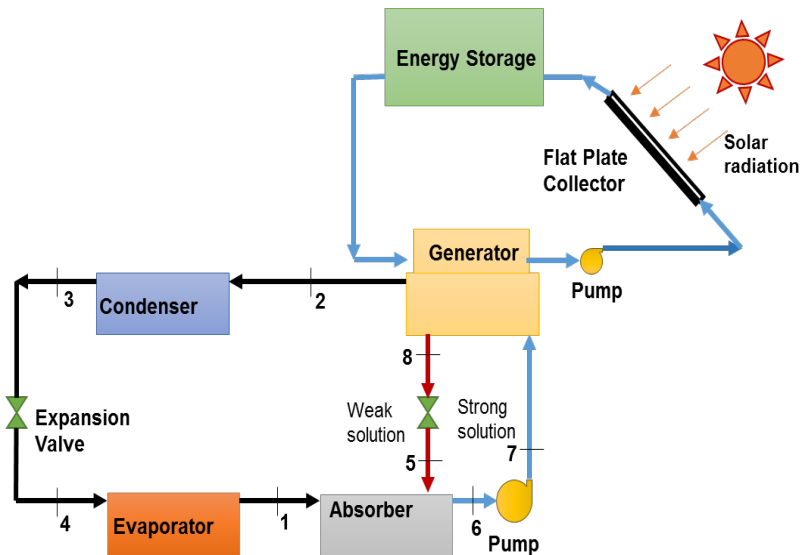 Energy Storage
Solar
radiation
Flat Plate
Collector
Generator
Pump
3
2
Condenser
8
Expansion
Valve
Weak
solution
Strong
solution
7
5
4
Evaporator
1
Absorber
6
Pump